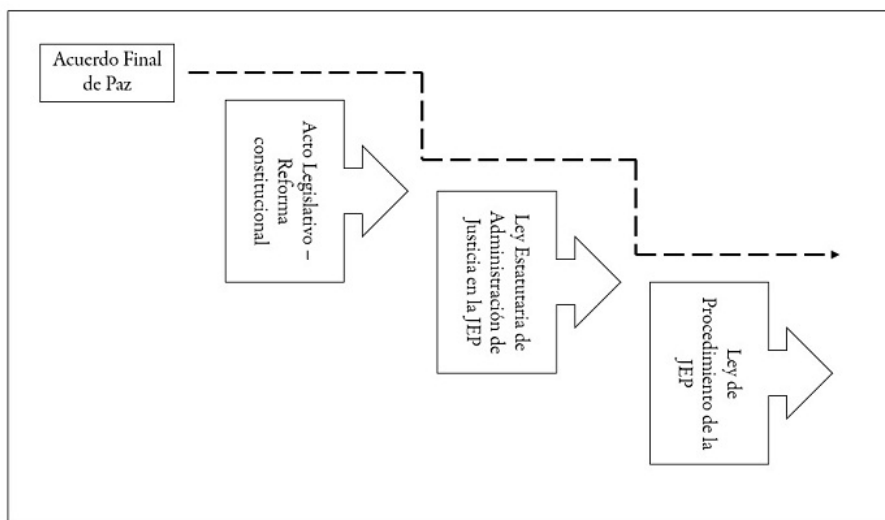 Acuerdo Final
de Paz
Acto Legislativo –
Reforma
constitucional
Ley Estatutaria de
Administración de
Justicia en la JEP
Ley de
Procedimiento de la
JEP